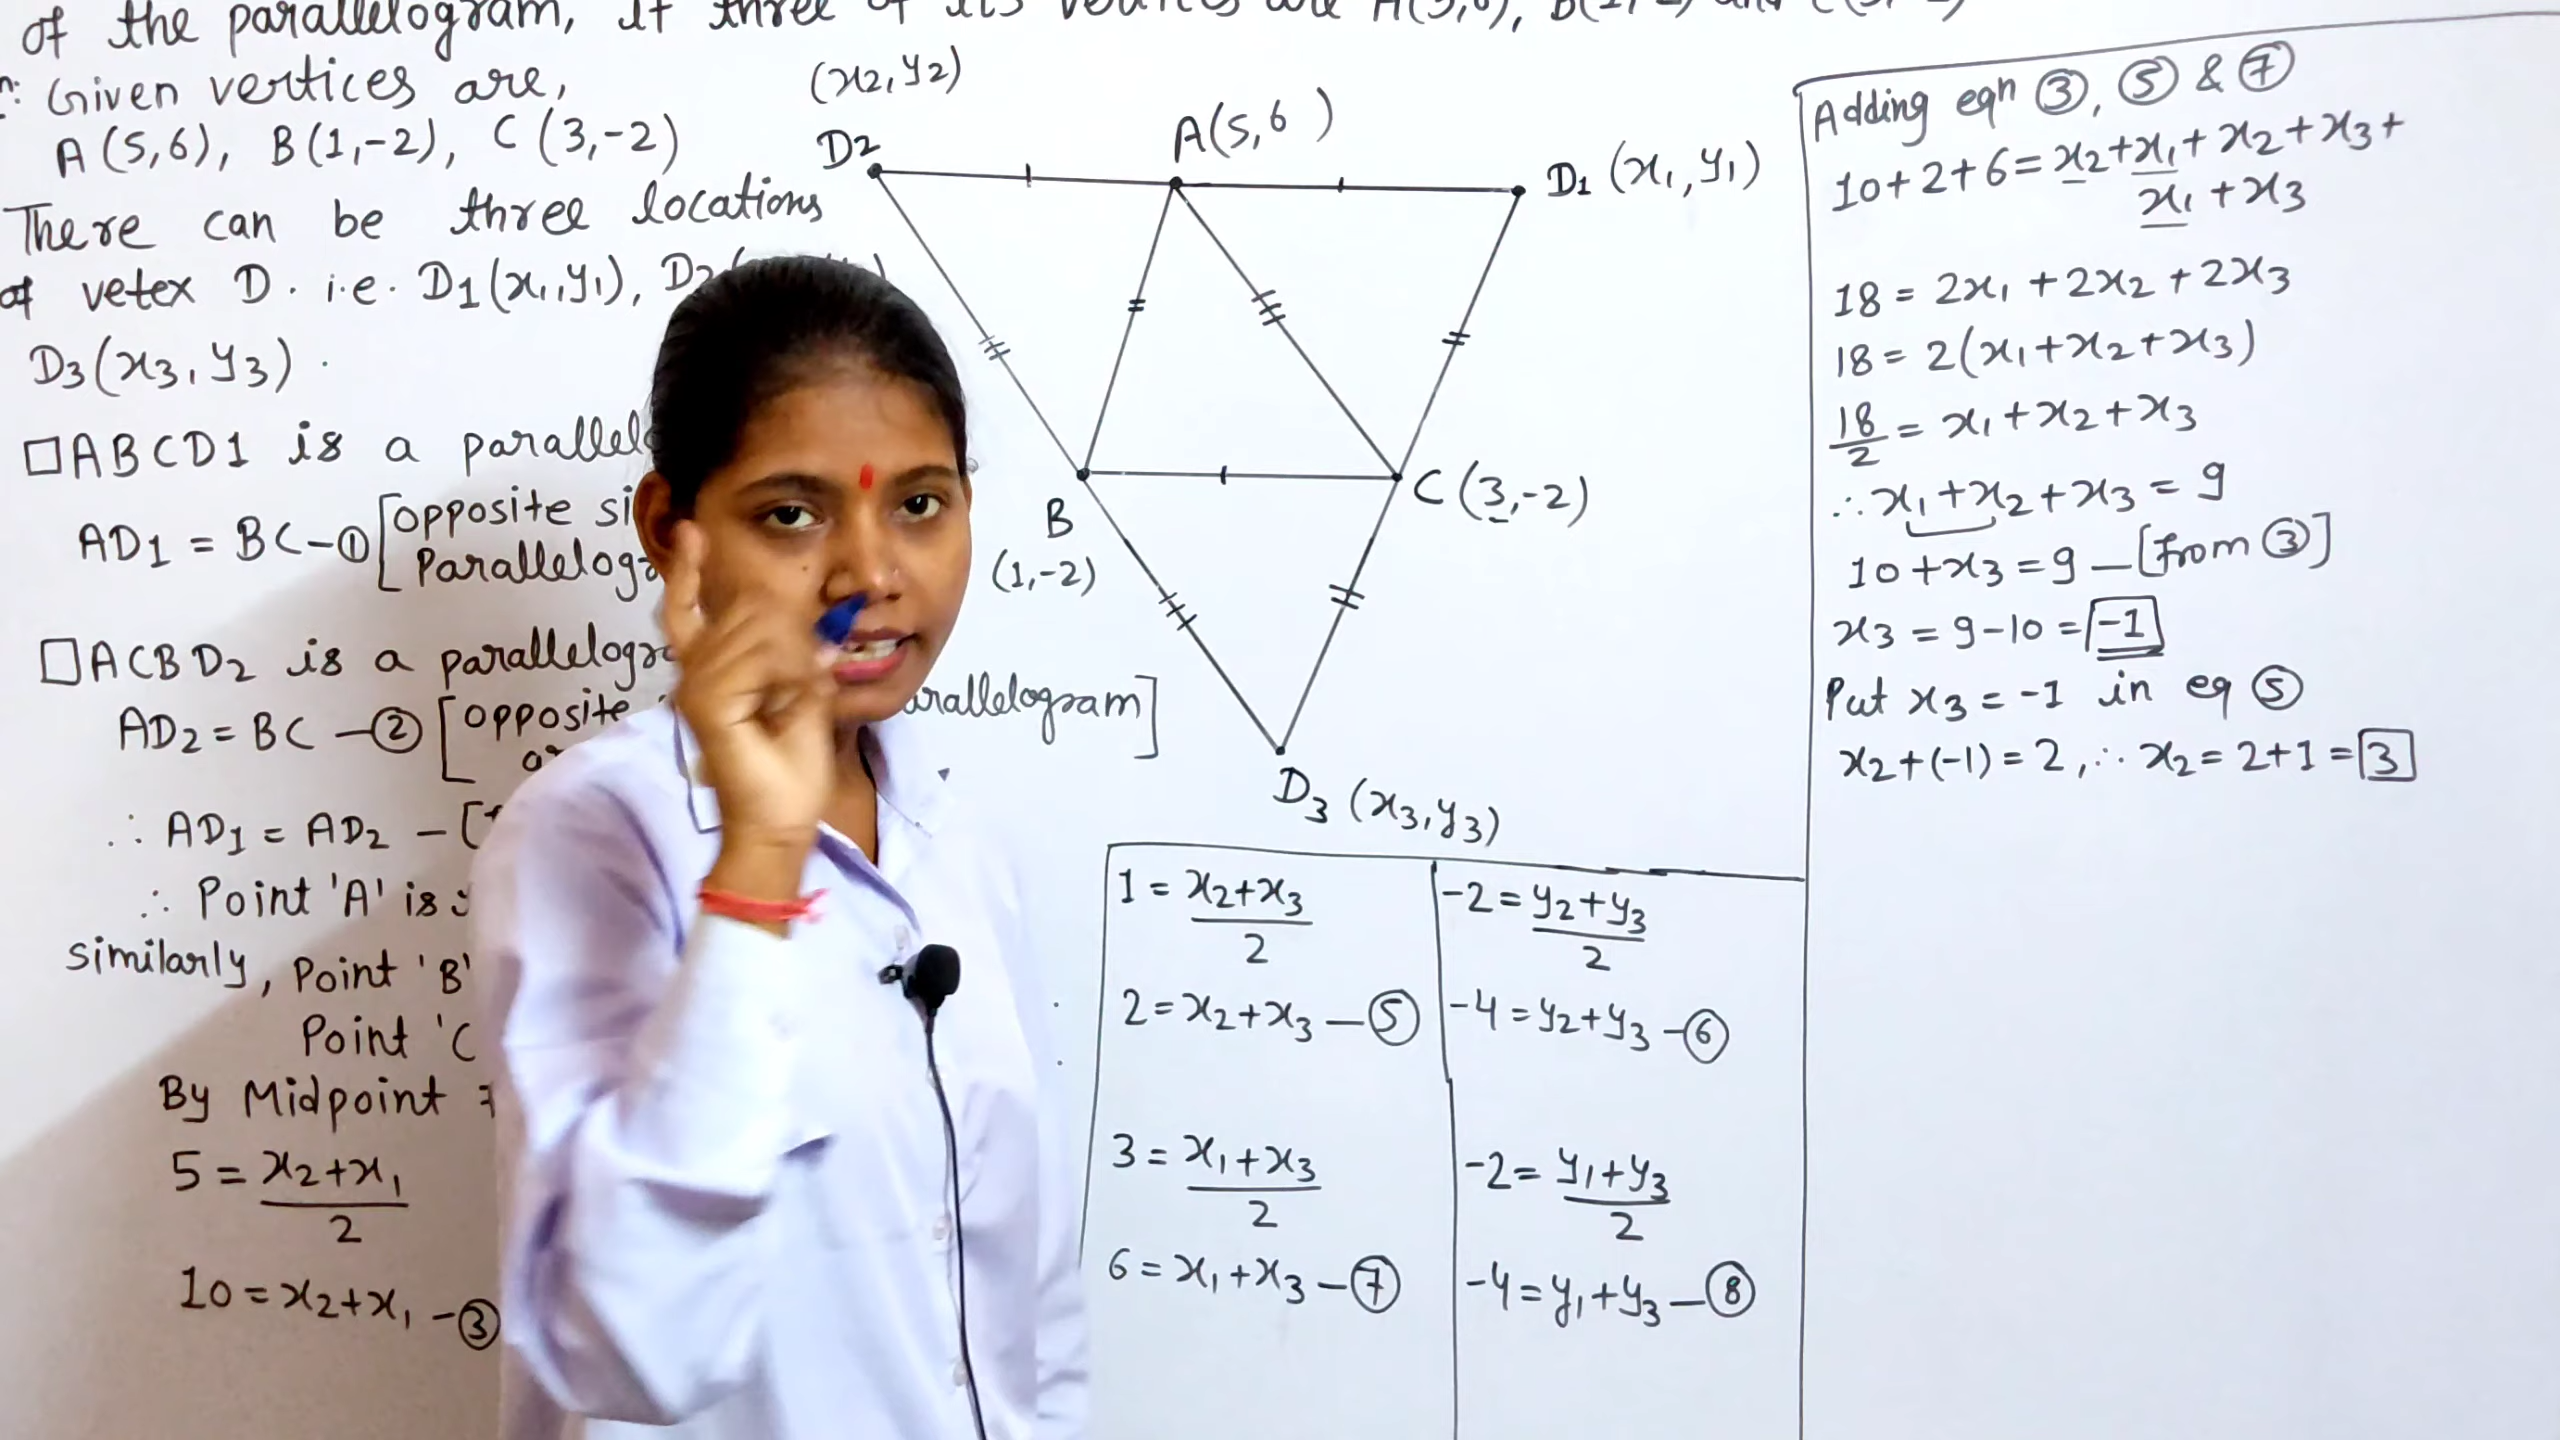 of the parallelogram, if three of its vertices are A(5,6), B(1,-2) and C(3,-2)
Given vertices are,
A(5,6), B(1,-2), C(3,-2)
There can be three locations
of vetex D. i.e. D1(x1,y1), D2
D3(x3,y3).
□ABCD1 is a parallel
AD1 = BC-① [opposite si
Parallelog
□ACBD2 is a parallelogr
AD2 = BC -② [opposite
arallelogram]
∴ AD1 = AD2 - [
∴ Point 'A' is
similarly, Point 'B'
Point 'C
By Midpoint
5 = x2+x1
2
10 = x2+x1 -③
(x2,y2)
D2
A(5,6)
D1 (x1,y1)
B
(1,-2)
C(3,-2)
D3 (x3,y3)
1 = x2+x3
2
2 = x2+x3 -⑤
3 = x1+x3
2
6 = x1+x3 -⑦
-2 = y2+y3
2
-4 = y2+y3 -⑥
-2 = y1+y3
2
-4 = y1+y3 -⑧
Adding eqn ③, ⑤ & ⑦
10+2+6 = x2+x1+x2+x3+
x1+x3
18 = 2x1+2x2+2x3
18 = 2(x1+x2+x3)
18
2 = x1+x2+x3
∴ x1+x2+x3 = 9
10+x3 = 9 - [from ③]
x3 = 9-10 = -1
Put x3 = -1 in eq ⑤
x2+(-1) = 2, ∴ x2 = 2+1 = 3